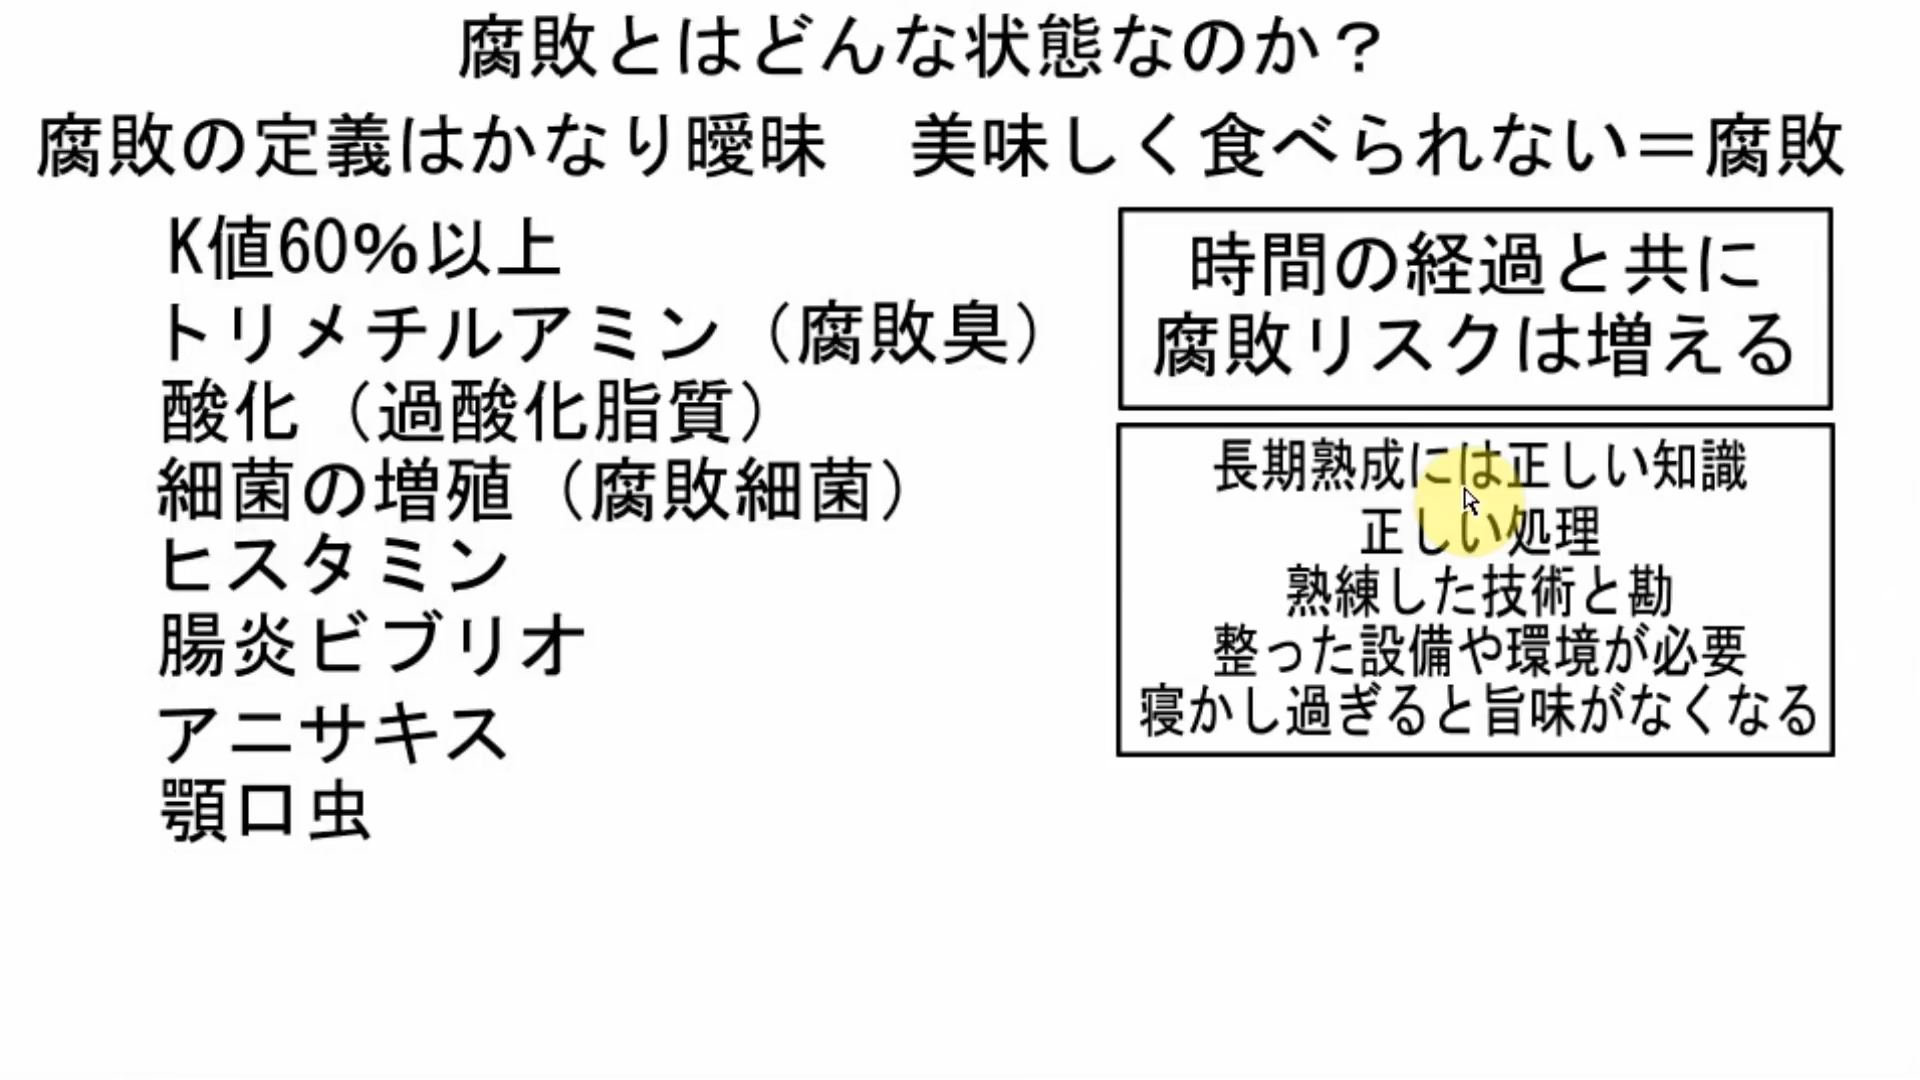 腐敗とはどんな状態なのか？
腐敗の定義はかなり曖昧　美味しく食べられない＝腐敗
K値60％以上
トリメチルアミン（腐敗臭）
酸化（過酸化脂質）
細菌の増殖（腐敗細菌）
ヒスタミン
腸炎ビブリオ
アニサキス
顎口虫
時間の経過と共に
腐敗リスクは増える
長期熟成には正しい知識
正しい処理
熟練した技術と勘
整った設備や環境が必要
寝かし過ぎると旨味がなくなる